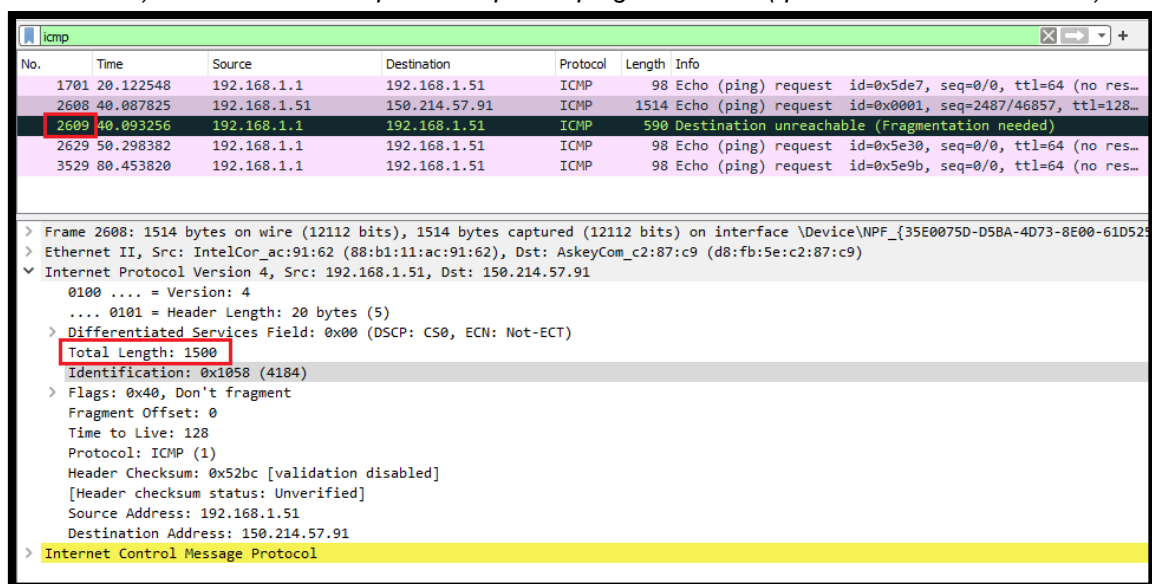 icmp
No. Time Source Destination Protocol Length Info
1701 20.122548 192.168.1.1 192.168.1.51 ICMP 98 Echo (ping) request id=0x5de7, seq=0/0, ttl=64 (no res…
2608 40.087825 192.168.1.51 150.214.57.91 ICMP 1514 Echo (ping) request id=0x0001, seq=2487/46857, ttl=128…
2609 40.093256 192.168.1.1 192.168.1.51 ICMP 590 Destination unreachable (Fragmentation needed)
2629 50.298382 192.168.1.1 192.168.1.51 ICMP 98 Echo (ping) request id=0x5e30, seq=0/0, ttl=64 (no res…
3529 80.453820 192.168.1.1 192.168.1.51 ICMP 98 Echo (ping) request id=0x5e9b, seq=0/0, ttl=64 (no res…
> Frame 2608: 1514 bytes on wire (12112 bits), 1514 bytes captured (12112 bits) on interface \Device\NPF_{35E0075D-D5BA-4D73-8E00-61D525
> Ethernet II, Src: IntelCor_ac:91:62 (88:b1:11:ac:91:62), Dst: AskeyCom_c2:87:c9 (d8:fb:5e:c2:87:c9)
Internet Protocol Version 4, Src: 192.168.1.51, Dst: 150.214.57.91
0100 .... = Version: 4
.... 0101 = Header Length: 20 bytes (5)
> Differentiated Services Field: 0x00 (DSCP: CS0, ECN: Not-ECT)
Total Length: 1500
Identification: 0x1058 (4184)
> Flags: 0x40, Don't fragment
Fragment Offset: 0
Time to Live: 128
Protocol: ICMP (1)
Header Checksum: 0x52bc [validation disabled]
[Header checksum status: Unverified]
Source Address: 192.168.1.51
Destination Address: 150.214.57.91
> Internet Control Message Protocol